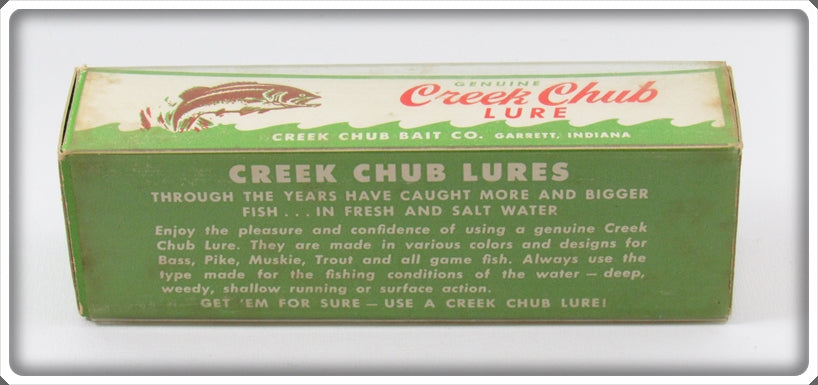 GENUINE
Creek Chub
LURE
CREEK CHUB BAIT CO. GARRETT, INDIANA
CREEK CHUB LURES
THROUGH THE YEARS HAVE CAUGHT MORE AND BIGGER
FISH . . . IN FRESH AND SALT WATER
Enjoy the pleasure and confidence of using a genuine Creek
Chub Lure. They are made in various colors and designs for
Bass, Pike, Muskie, Trout and all game fish. Always use the
type made for the fishing conditions of the water — deep,
weedy, shallow running or surface action.
GET 'EM FOR SURE — USE A CREEK CHUB LURE!